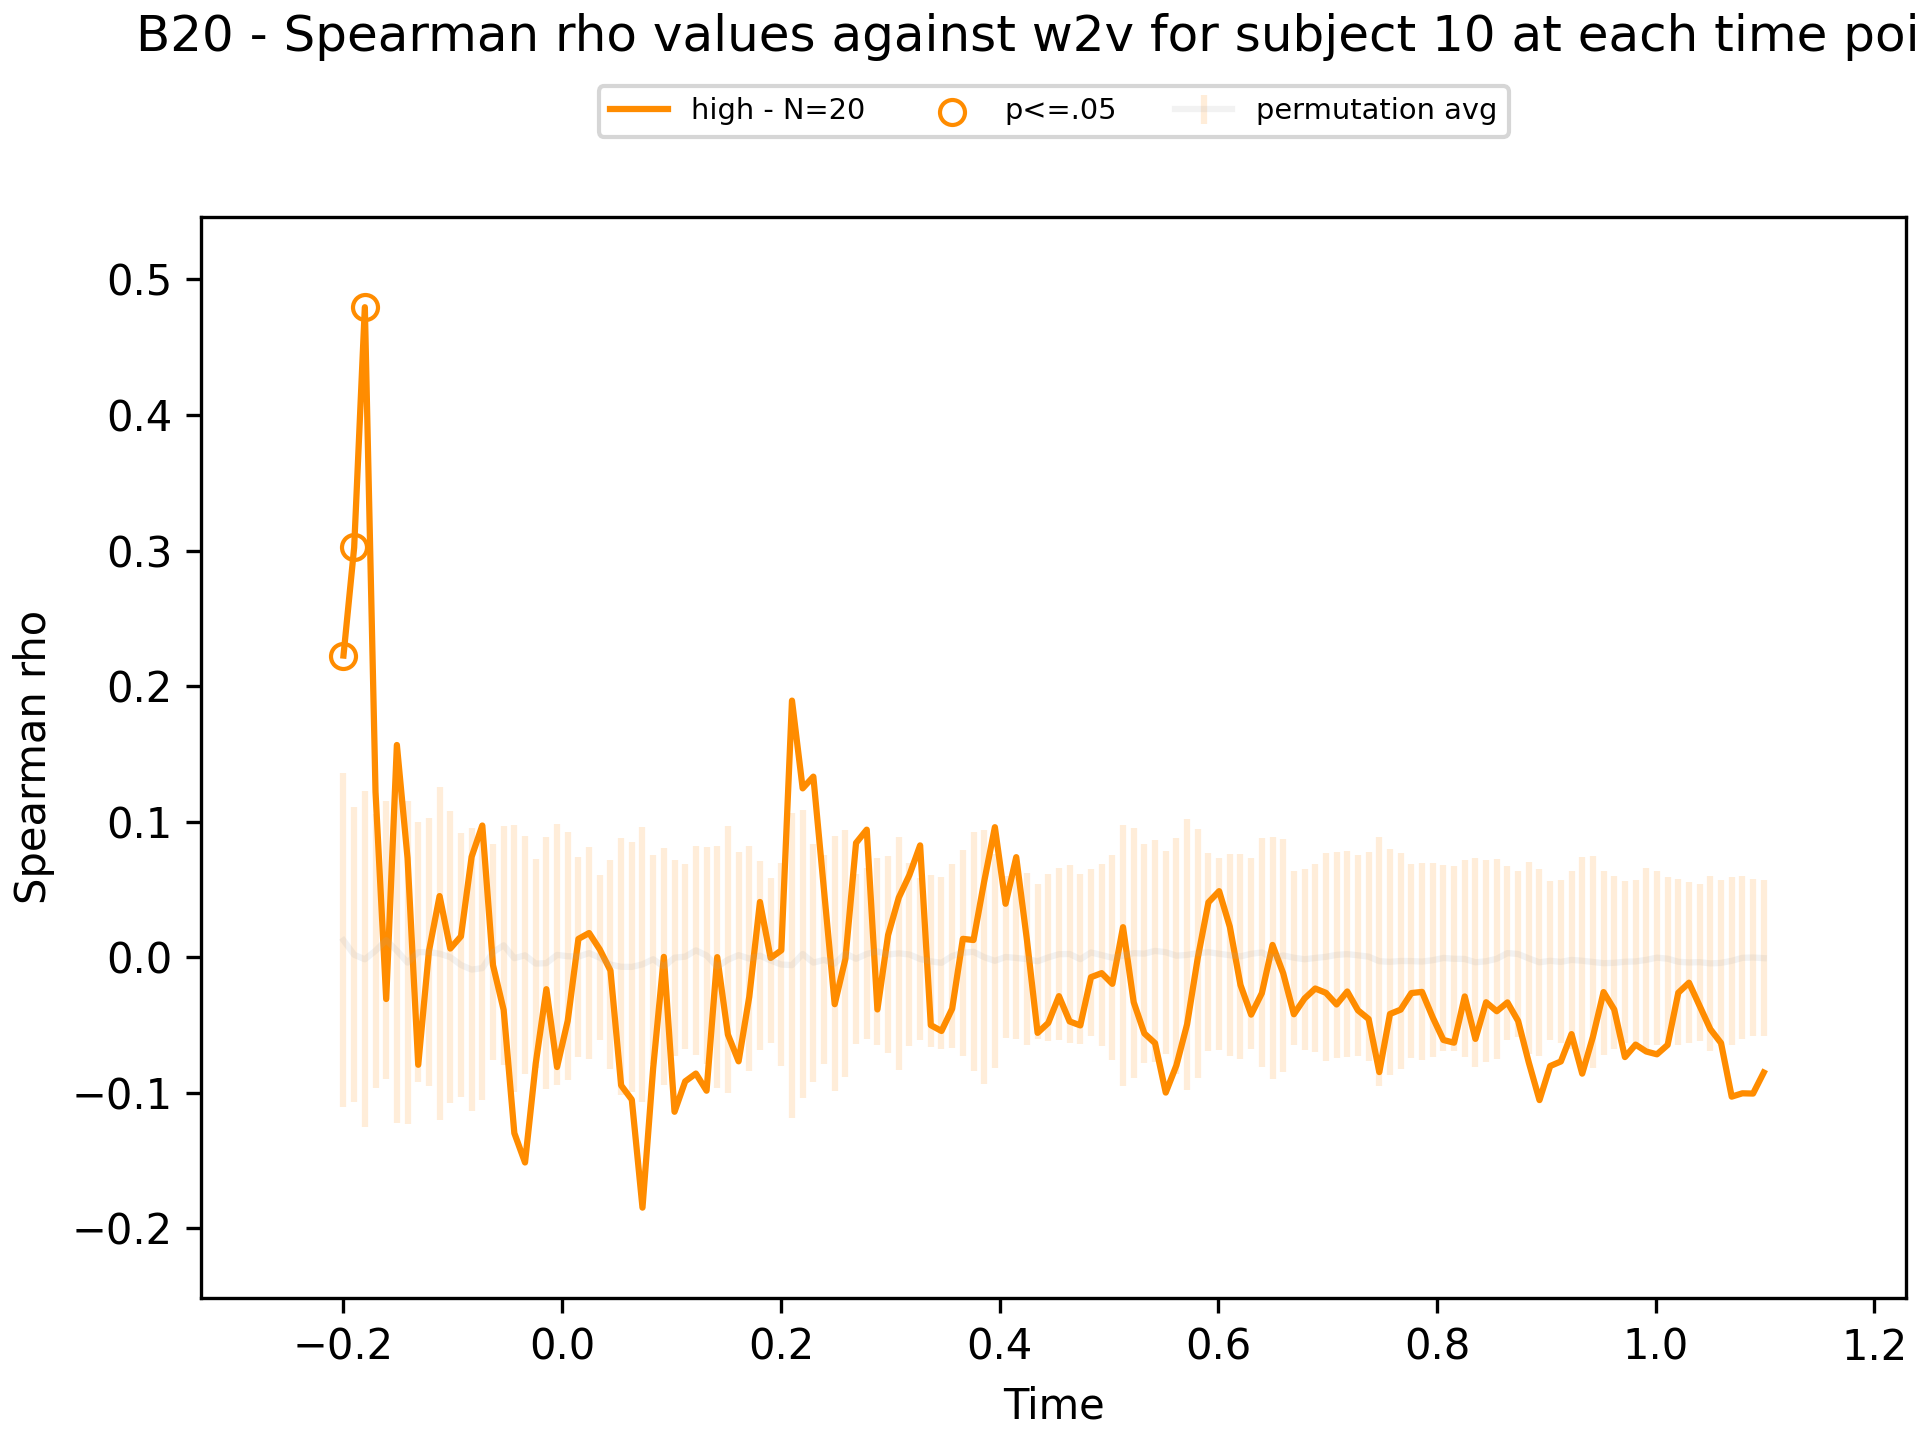 B20 - Spearman rho values against w2v for subject 10 at each time poi
high - N=20 p<=.05 permutation avg
0.5
0.4
0.3
0.2
0.1
0.0
−0.1
−0.2
Spearman rho
−0.2 0.0 0.2 0.4 0.6 0.8 1.0 1.2
Time